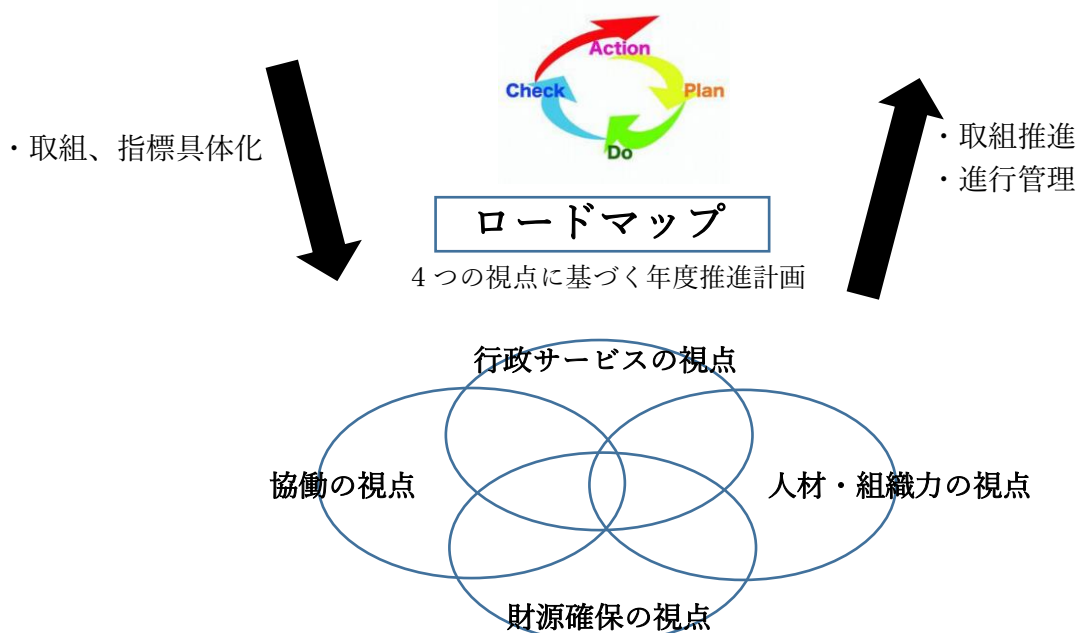 Action
Check
Plan
Do
・取組、指標具体化
・取組推進
・進行管理
ロードマップ
４つの視点に基づく年度推進計画
行政サービスの視点
協働の視点
人材・組織力の視点
財源確保の視点